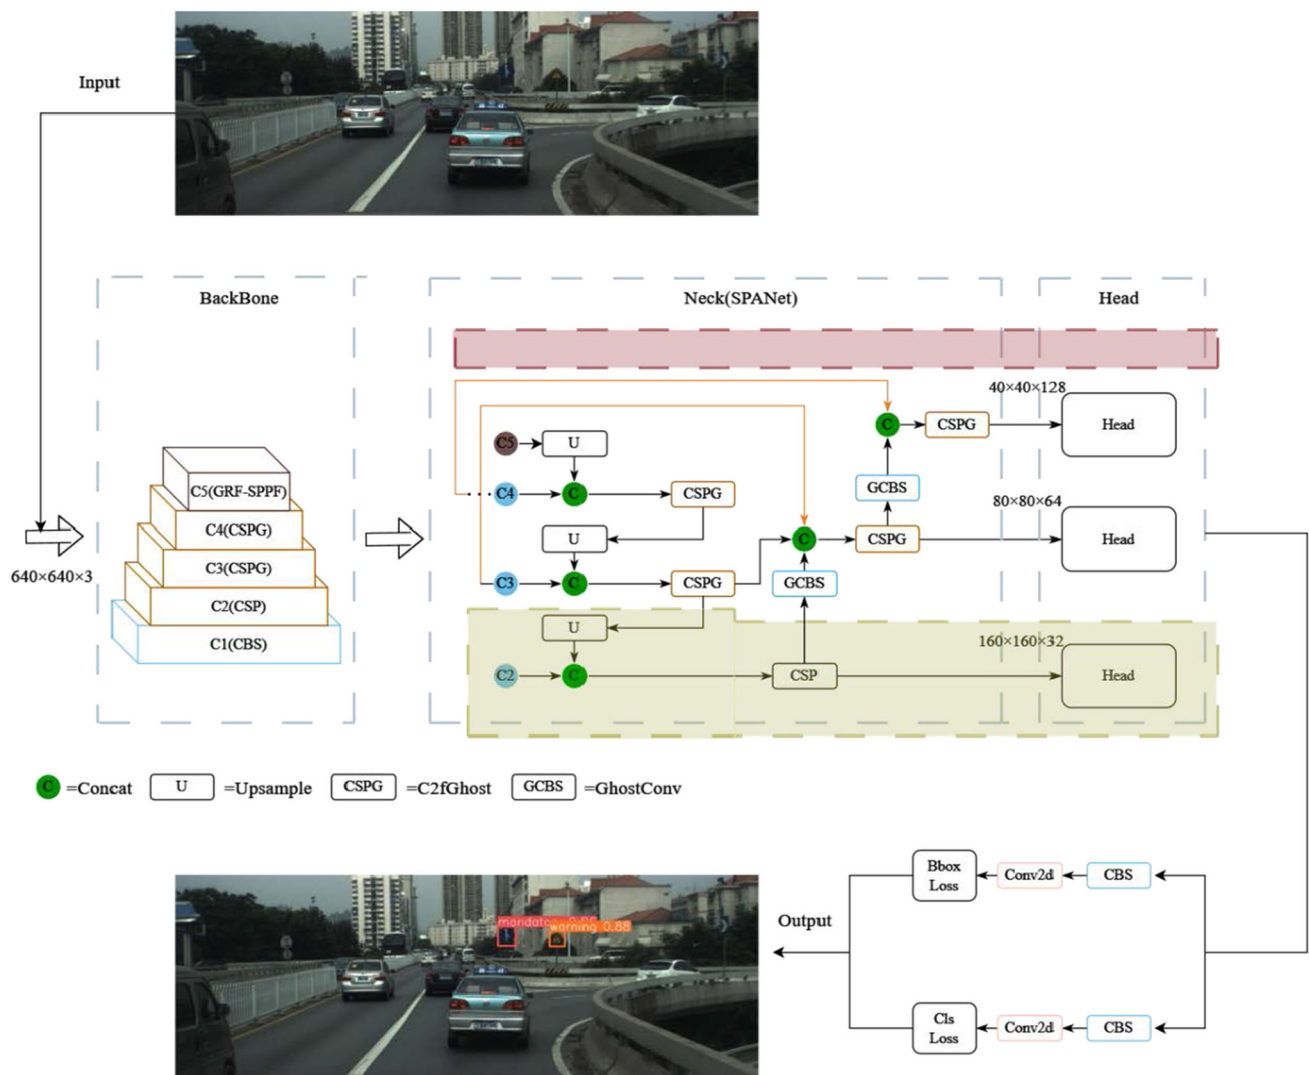 Input
BackBone
Neck(SPANet)
Head
40×40×128
C
CSPG
Head
C5
U
C5(GRF-SPPF)
C4
C
CSPG
GCBS
80×80×64
C4(CSPG)
U
C
CSPG
Head
C3(CSPG)
640×640×3
C3
C
CSPG
GCBS
C2(CSP)
U
C1(CBS)
160×160×32
C2
C
CSP
Head
C
=Concat
U
=Upsample
CSPG
=C2fGhost
GCBS
=GhostConv
Bbox
Loss
Conv2d
CBS
Output
warning 0.88
Cls
Loss
Conv2d
CBS